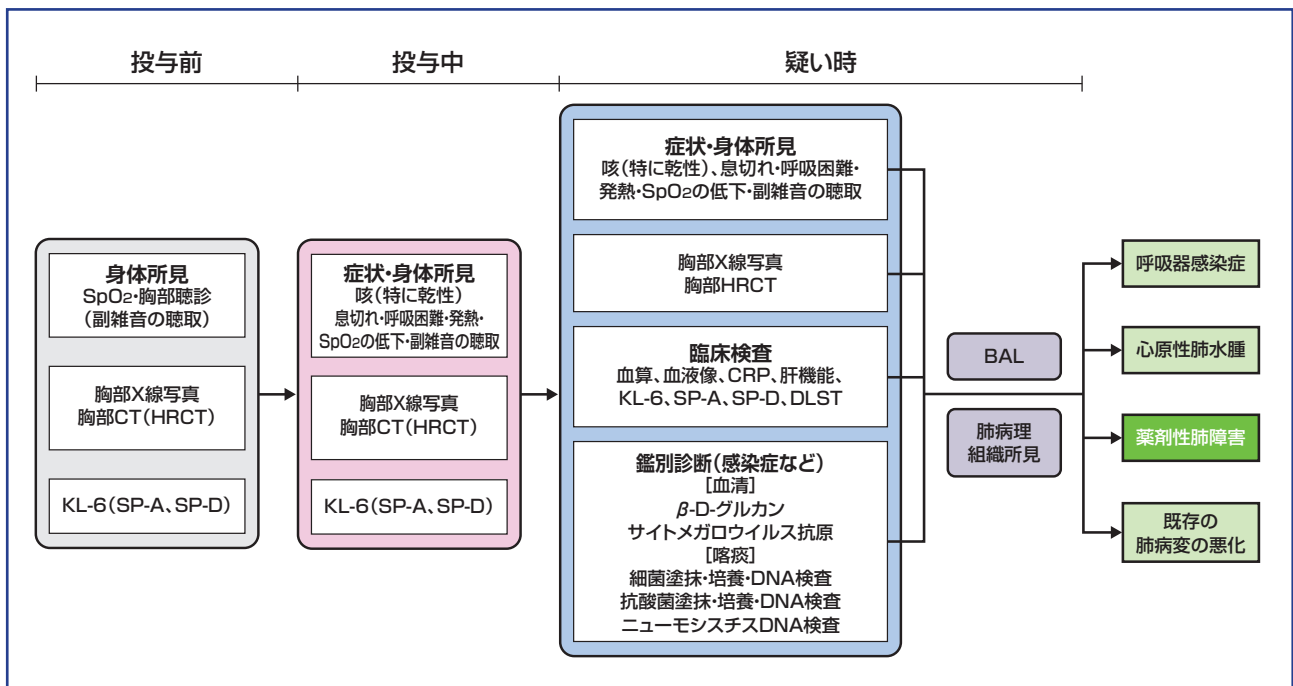 投与前
投与中
疑い時
身体所見
SpO2・胸部聴診
(副雑音の聴取)
胸部X線写真
胸部CT(HRCT)
KL-6(SP-A、SP-D)
症状・身体所見
咳(特に乾性)
息切れ・呼吸困難・発熱・
SpO2の低下・副雑音の聴取
胸部X線写真
胸部CT(HRCT)
KL-6(SP-A、SP-D)
症状・身体所見
咳(特に乾性)、息切れ・呼吸困難・
発熱・SpO2の低下・副雑音の聴取
胸部X線写真
胸部HRCT
臨床検査
血算、血液像、CRP、肝機能、
KL-6、SP-A、SP-D、DLST
鑑別診断(感染症など)
[血清]
β-D-グルカン
サイトメガロウイルス抗原
[喀痰]
細菌塗抹・培養・DNA検査
抗酸菌塗抹・培養・DNA検査
ニューモシスチスDNA検査
BAL
肺病理
組織所見
呼吸器感染症
心原性肺水腫
薬剤性肺障害
既存の
肺病変の悪化